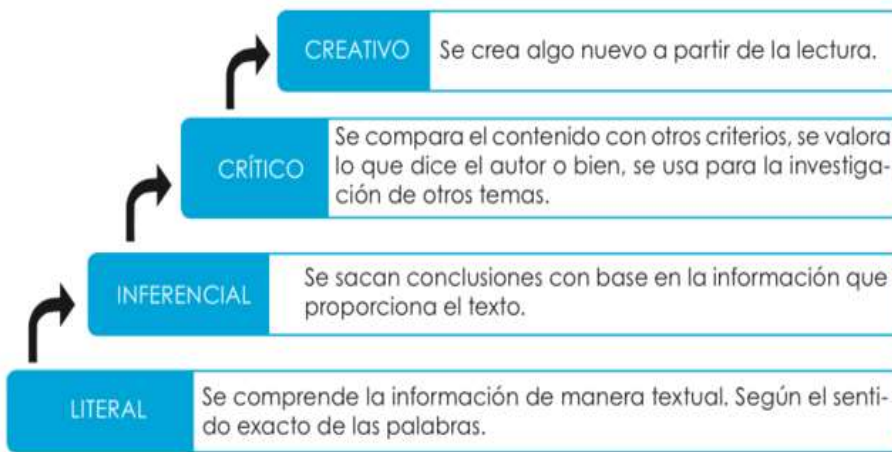 CREATIVO
Se crea algo nuevo a partir de la lectura.
CRÍTICO
Se compara el contenido con otros criterios, se valora
lo que dice el autor o bien, se usa para la investiga-
ción de otros temas.
INFERENCIAL
Se sacan conclusiones con base en la información que
proporciona el texto.
LITERAL
Se comprende la información de manera textual. Según el senti-
do exacto de las palabras.